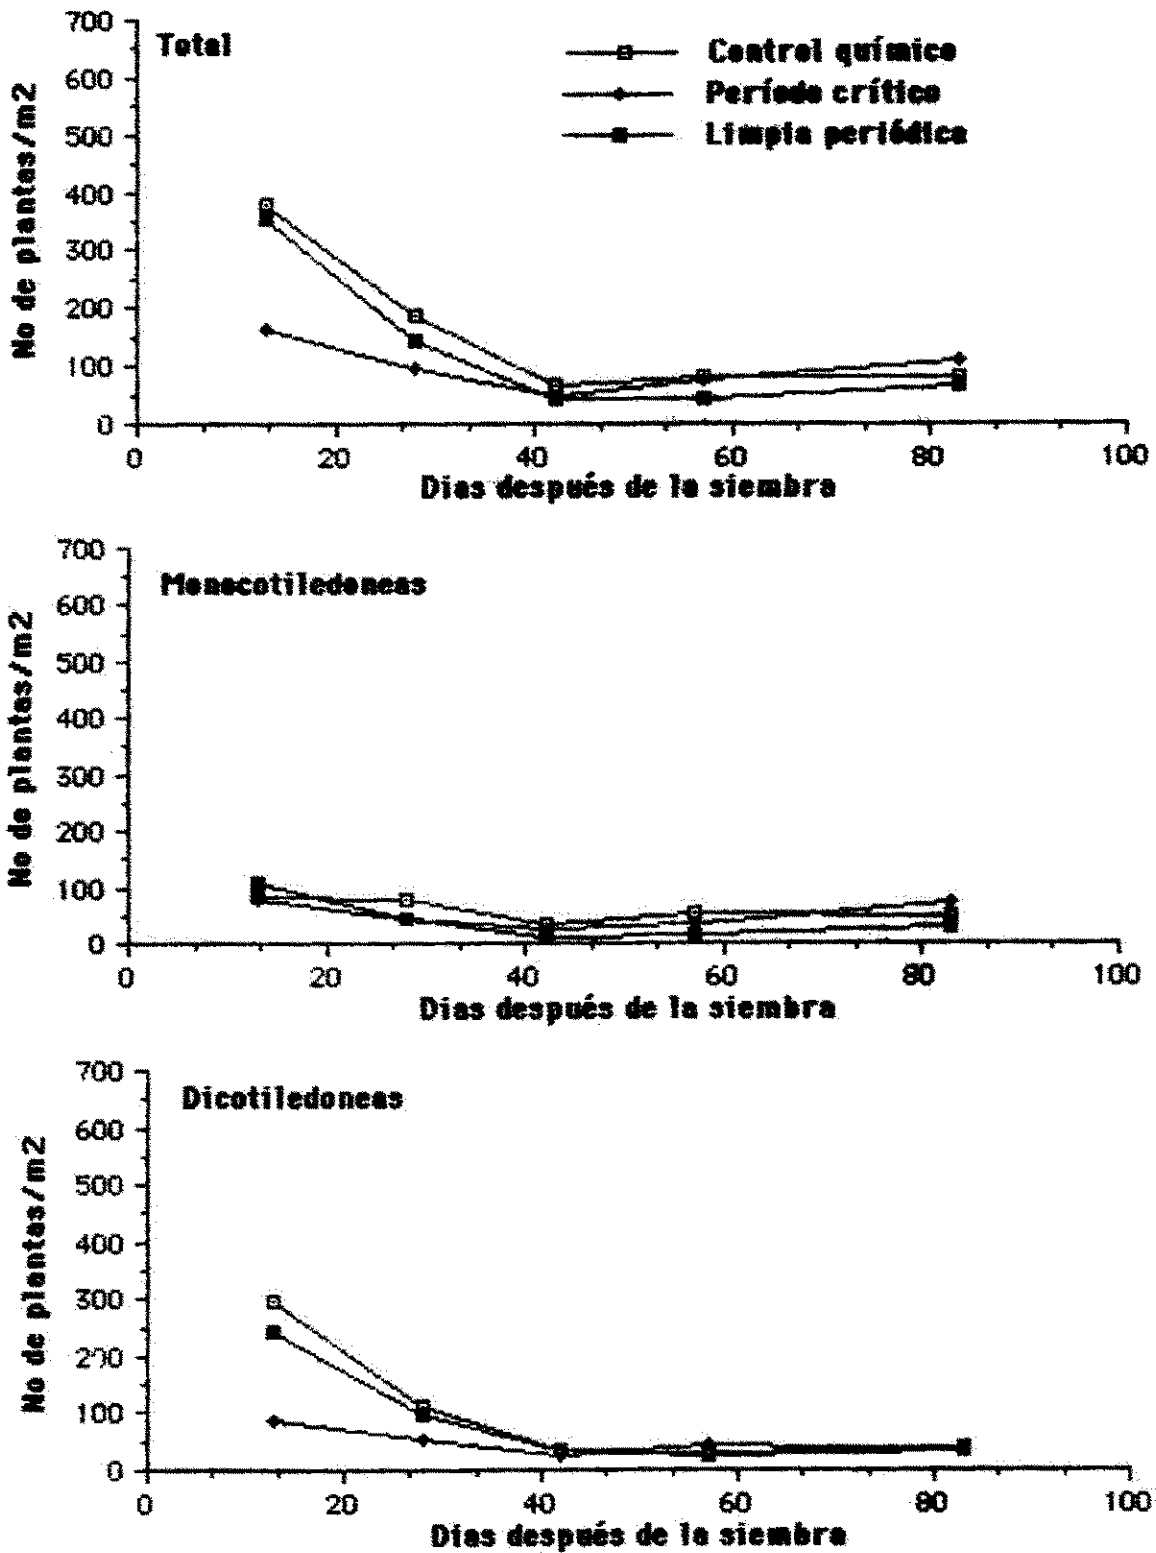 Total
Control químico
Período crítico
Limpia periódica
No de plantas/m2
700
600
500
400
300
200
100
0
0 20 40 60 80 100
Dias después de la siembra
Monocotiledoneas
No de plantas/m2
700
600
500
400
300
200
100
0
0 20 40 60 80 100
Dias después de la siembra
Dicotiledoneas
No de plantas/m2
700
600
500
400
300
200
100
0
0 20 40 60 80 100
Dias después de la siembra